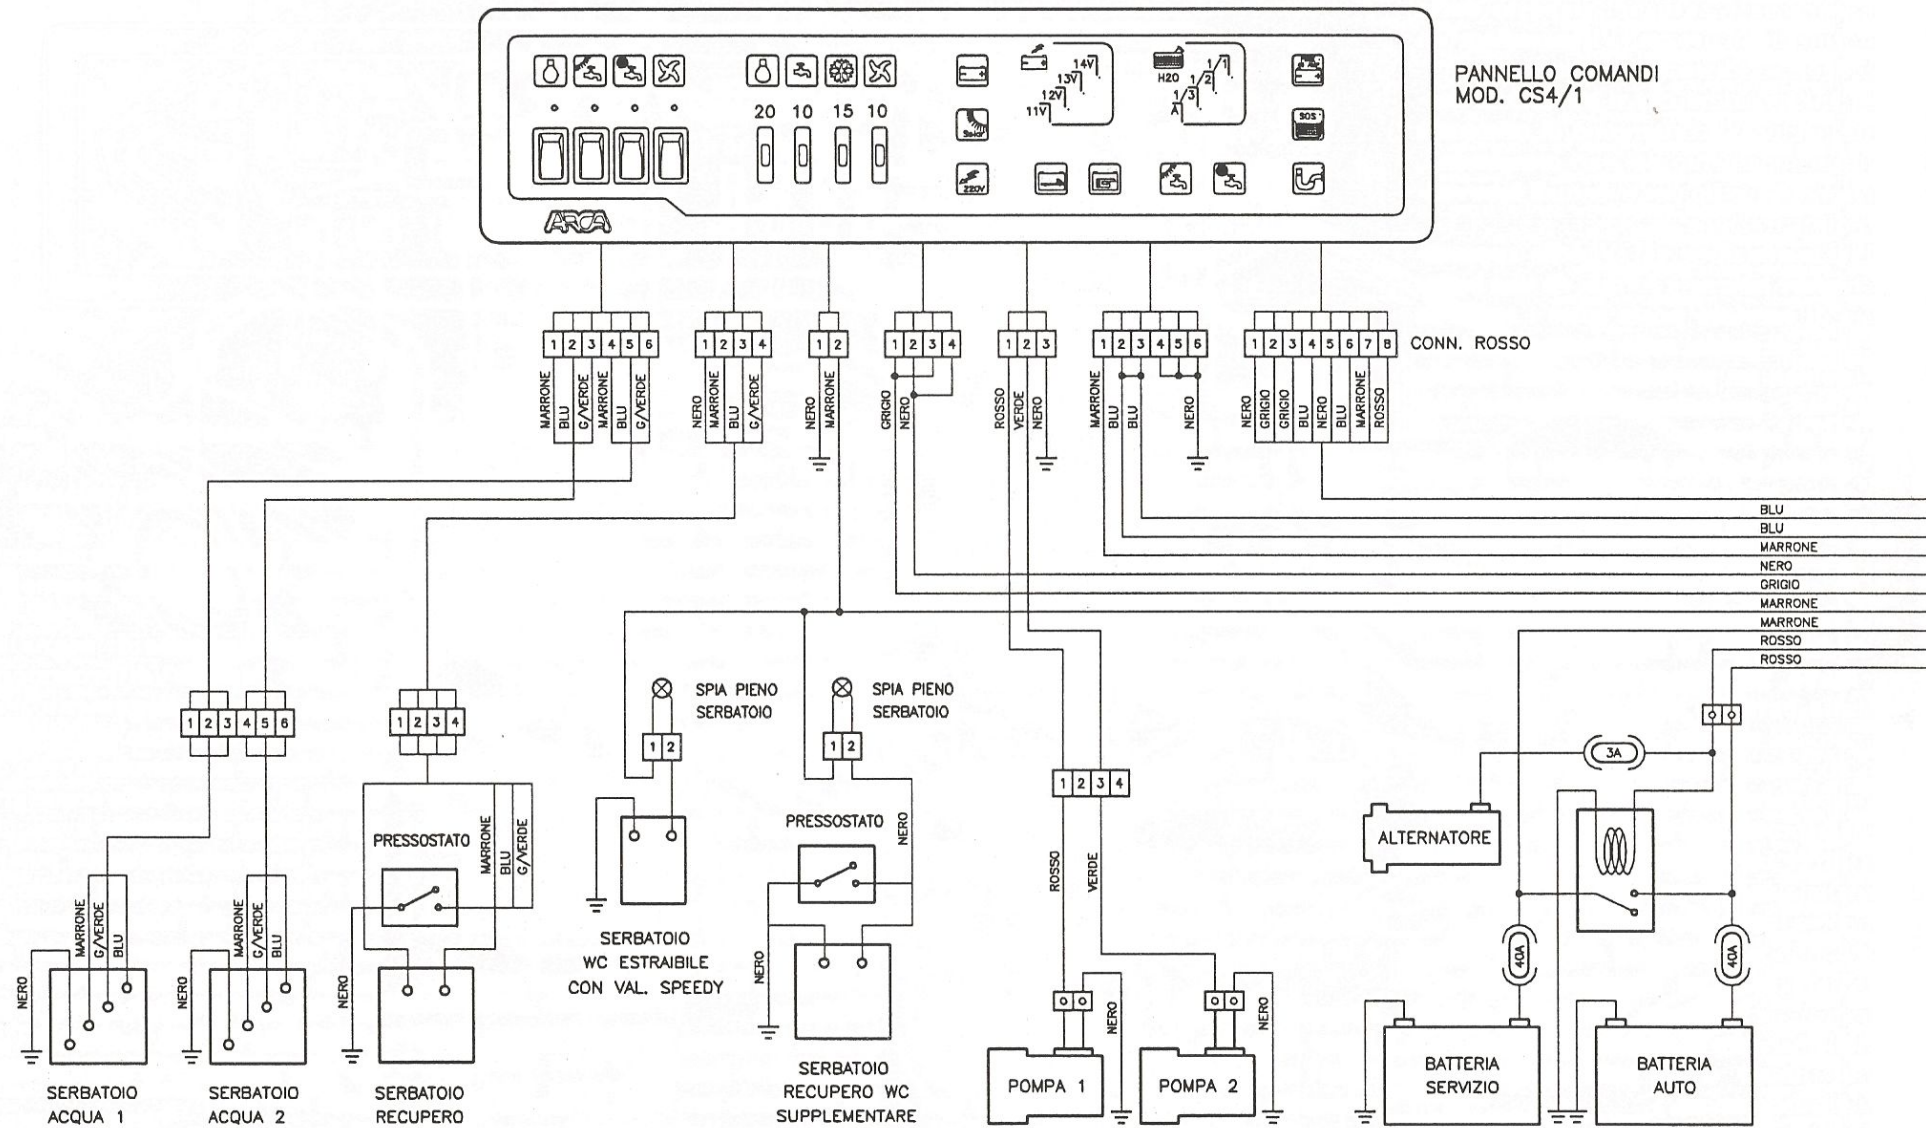 PANNELLO COMANDI
MOD. CS4/1
20 10 15 10
14V
13V
12V
11V
H2O
1/1
1/2
1/3
A
Solar
SOS
220V
ARCA
1 2 3 4 5 6
1 2 3 4
1 2
1 2 3 4
1 2 3
1 2 3 4 5 6
1 2 3 4 5 6 7 8
CONN. ROSSO
MARRONE
BLU
G/VERDE
MARRONE
BLU
G/VERDE
NERO
MARRONE
BLU
G/VERDE
NERO
MARRONE
GRIGIO
NERO
ROSSO
VERDE
NERO
MARRONE
BLU
BLU
NERO
NERO
GRIGIO
GRIGIO
BLU
NERO
BLU
MARRONE
ROSSO
BLU
BLU
MARRONE
NERO
GRIGIO
MARRONE
MARRONE
ROSSO
ROSSO
SPIA PIENO
SERBATOIO
SPIA PIENO
SERBATOIO
1 2 3 4 5 6
1 2 3 4
1 2
1 2
1 2 3 4
3A
PRESSOSTATO
MARRONE
BLU
G/VERDE
PRESSOSTATO
NERO
ROSSO
VERDE
ALTERNATORE
MARRONE
G/VERDE
BLU
MARRONE
G/VERDE
BLU
NERO
NERO
NERO
SERBATOIO
WC ESTRAIBILE
CON VAL. SPEEDY
NERO
40A
40A
NERO
NERO
SERBATOIO
ACQUA 1
SERBATOIO
ACQUA 2
SERBATOIO
RECUPERO
SERBATOIO
RECUPERO WC
SUPPLEMENTARE
POMPA 1
POMPA 2
BATTERIA
SERVIZIO
BATTERIA
AUTO